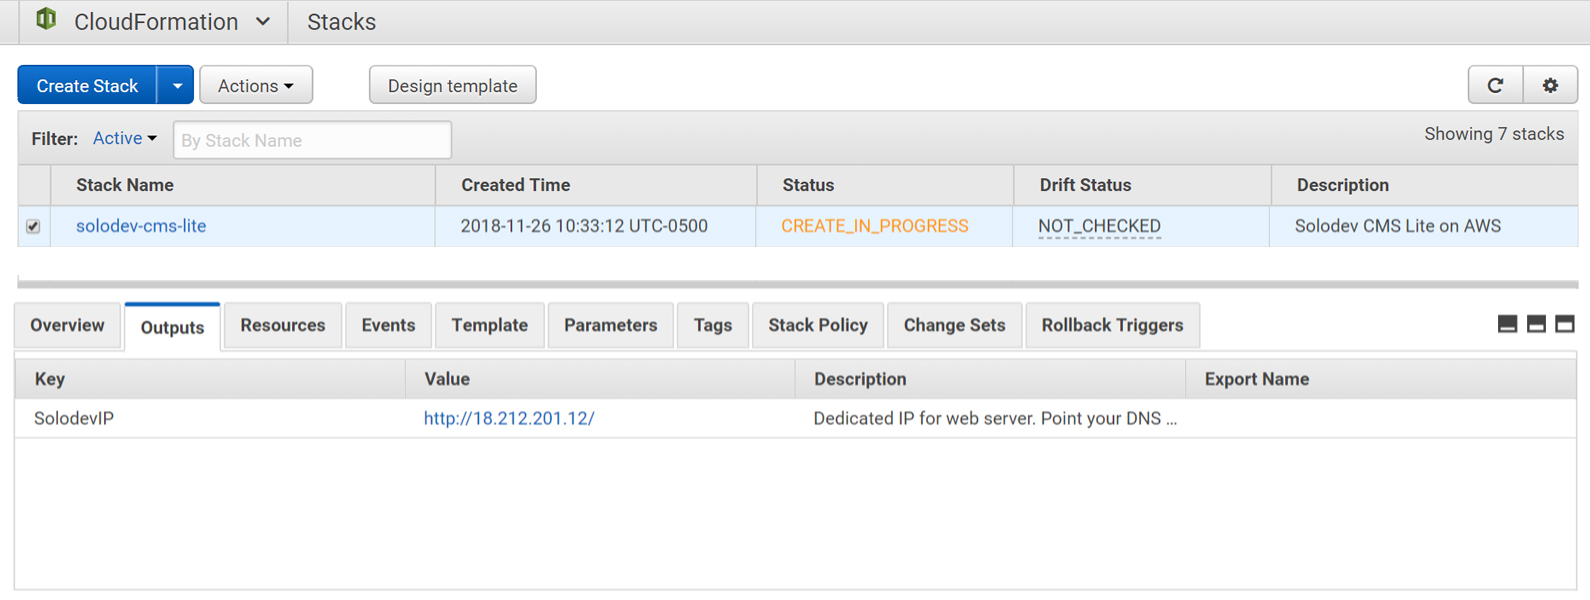 CloudFormation Stacks
Create Stack Actions Design template
Filter: Active By Stack Name Showing 7 stacks
Stack Name Created Time Status Drift Status Description
solodev-cms-lite 2018-11-26 10:33:12 UTC-0500 CREATE_IN_PROGRESS NOT_CHECKED Solodev CMS Lite on AWS
Overview Outputs Resources Events Template Parameters Tags Stack Policy Change Sets Rollback Triggers
Key Value Description Export Name
SolodevIP http://18.212.201.12/ Dedicated IP for web server. Point your DNS ...